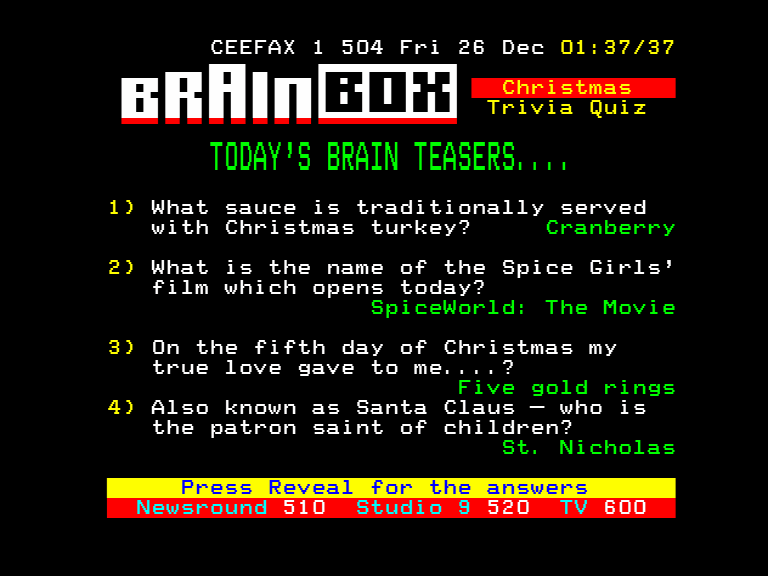 CEEFAX 1 504 Fri 26 Dec 01:37/37
BRAINBOX
Christmas
Trivia Quiz
TODAY'S BRAIN TEASERS....
1) What sauce is traditionally served
with Christmas turkey? Cranberry
2) What is the name of the Spice Girls'
film which opens today?
SpiceWorld: The Movie
3) On the fifth day of Christmas my
true love gave to me....?
Five gold rings
4) Also known as Santa Claus — who is
the patron saint of children?
St. Nicholas
Press Reveal for the answers
Newsround 510 Studio 9 520 TV 600